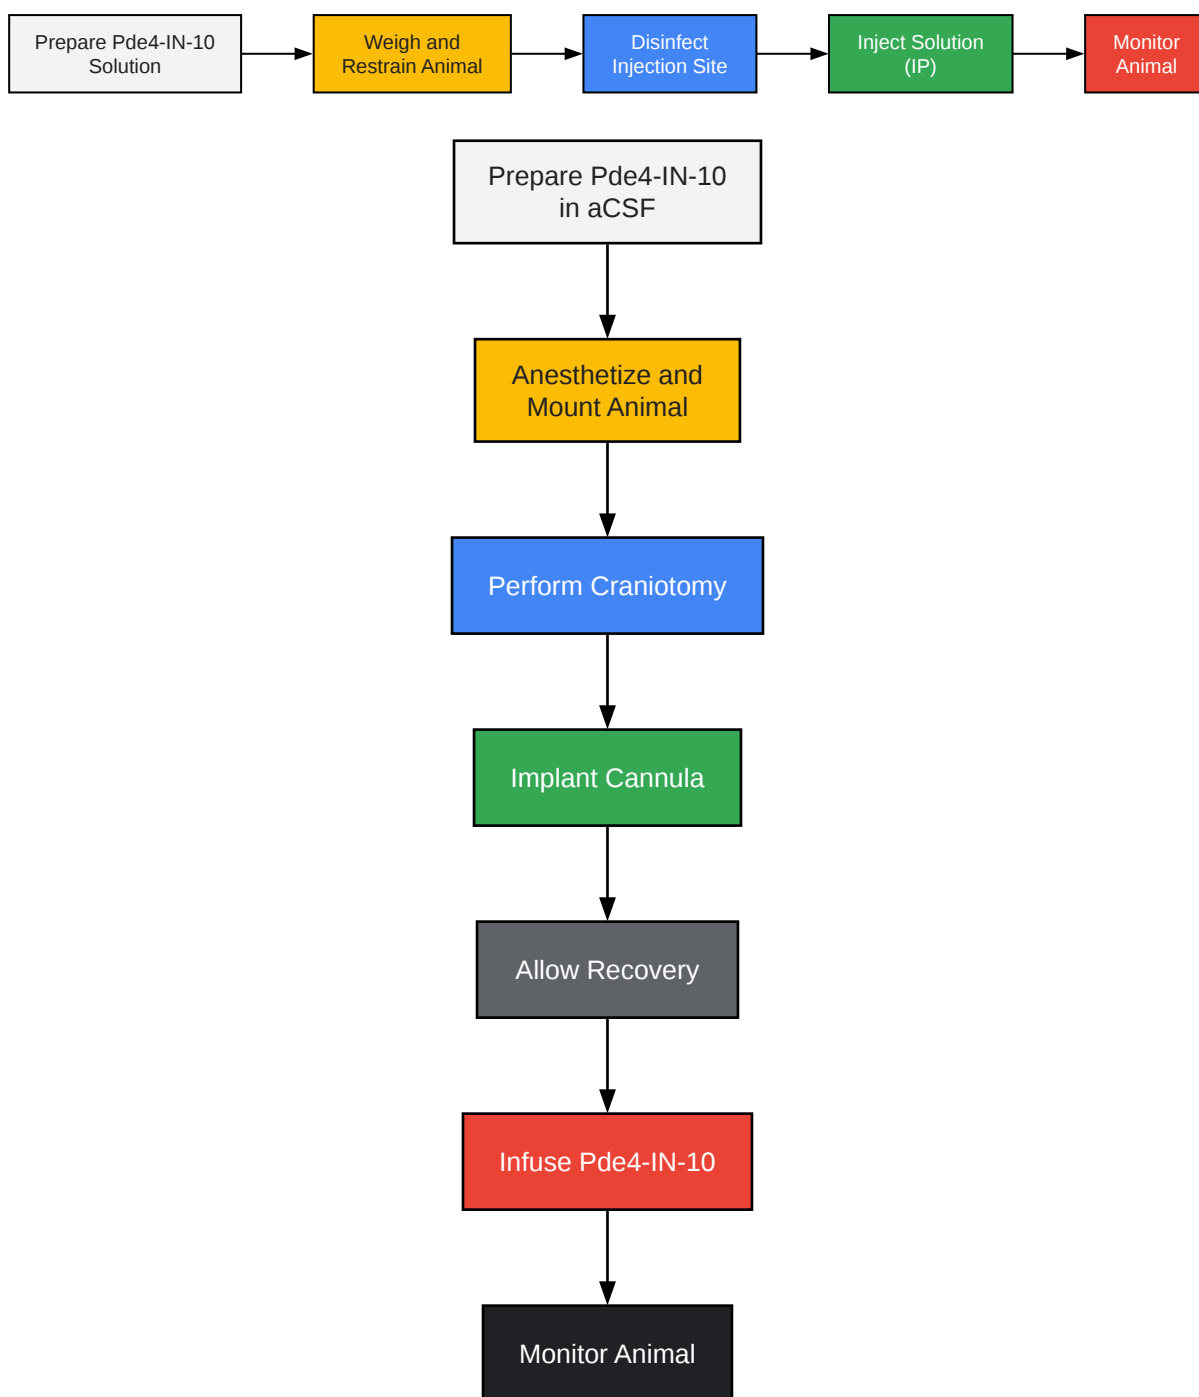 Prepare Pde4-IN-10
Solution
Weigh and
Restrain Animal
Disinfect
Injection Site
Inject Solution
(IP)
Monitor
Animal
Prepare Pde4-IN-10
in aCSF
Anesthetize and
Mount Animal
Perform Craniotomy
Implant Cannula
Allow Recovery
Infuse Pde4-IN-10
Monitor Animal